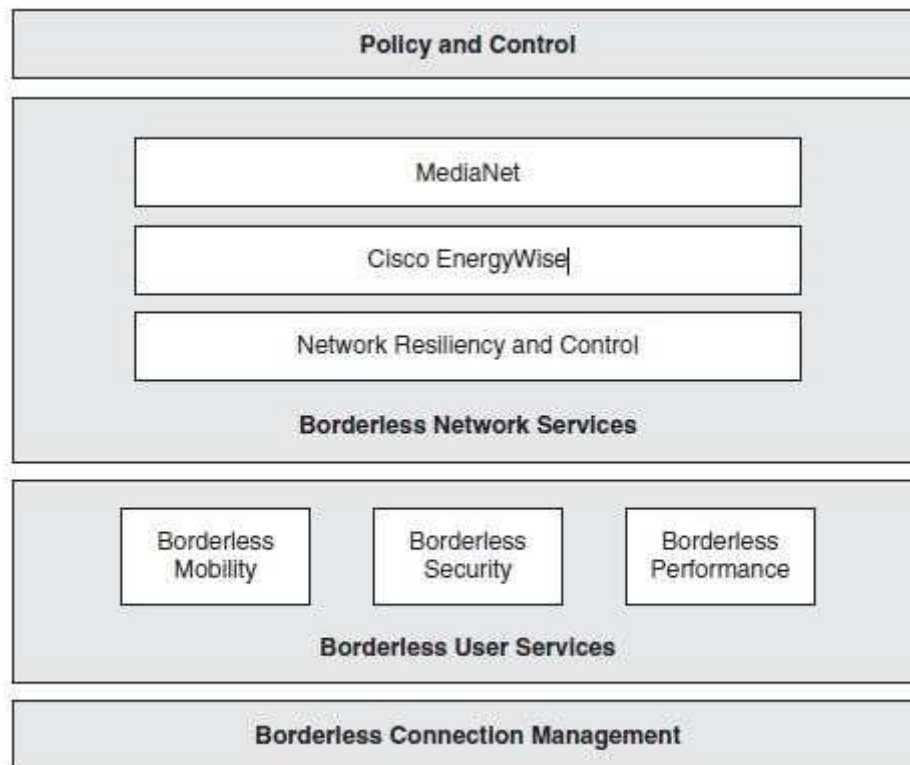 Policy and Control
MediaNet
Cisco EnergyWise
Network Resiliency and Control
Borderless Network Services
Borderless
Mobility
Borderless
Security
Borderless
Performance
Borderless User Services
Borderless Connection Management